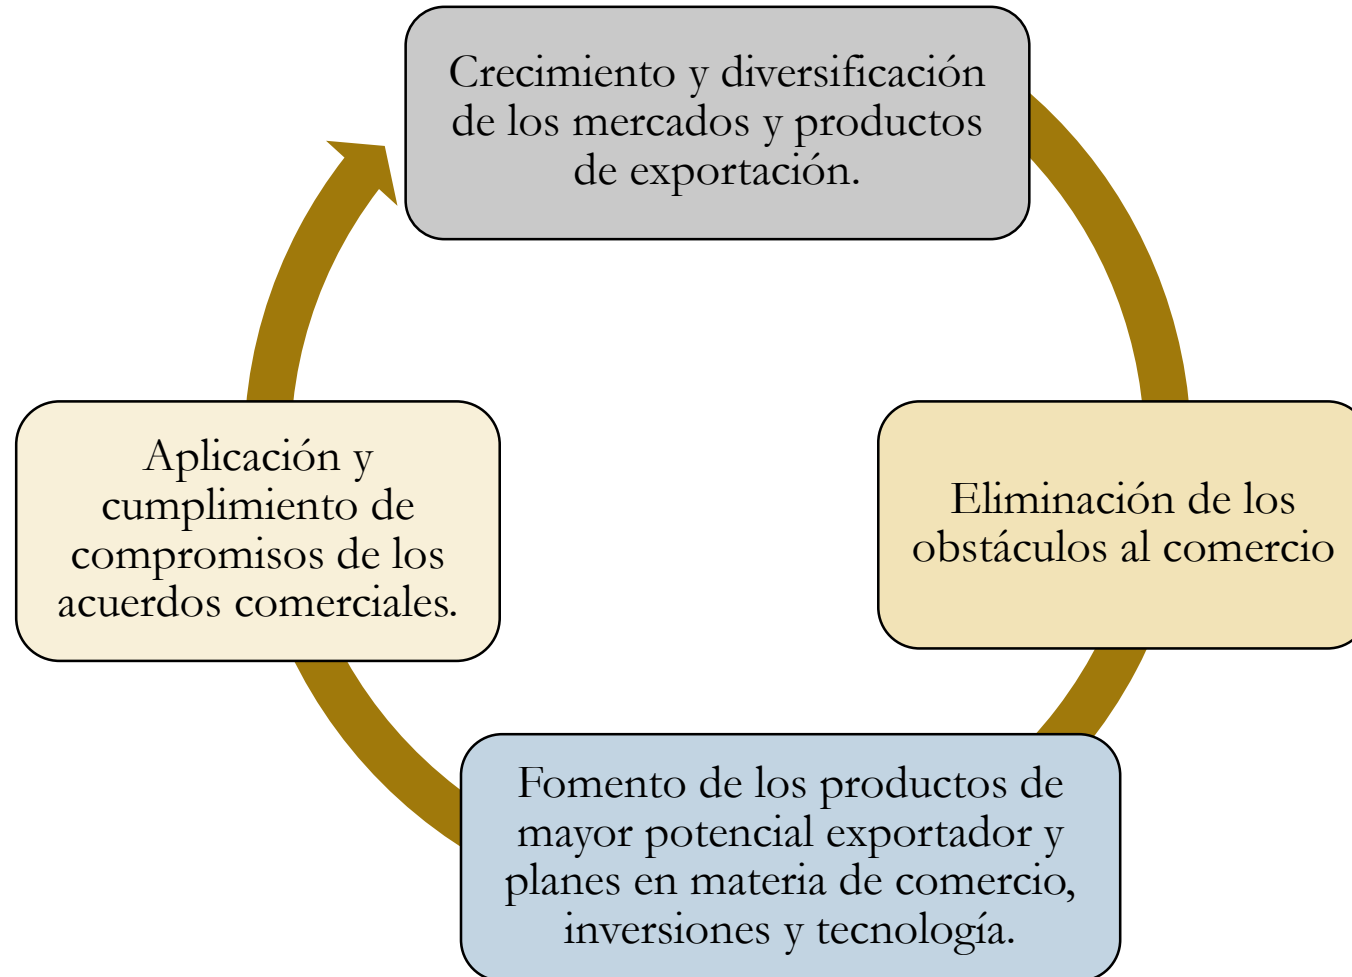 Crecimiento y diversificación
de los mercados y productos
de exportación.
Eliminación de los
obstáculos al comercio
Fomento de los productos de
mayor potencial exportador y
planes en materia de comercio,
inversiones y tecnología.
Aplicación y
cumplimiento de
compromisos de los
acuerdos comerciales.